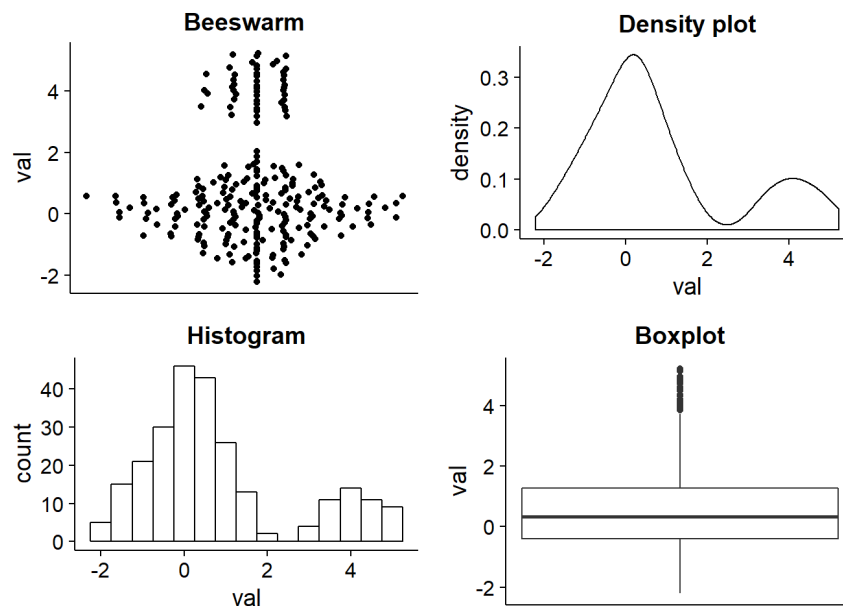 Beeswarm
val
4
2
0
-2
Density plot
density
0.3
0.2
0.1
0.0
-2 0 2 4
val
Histogram
count
40
30
20
10
0
-2 0 2 4
val
Boxplot
val
4
2
0
-2